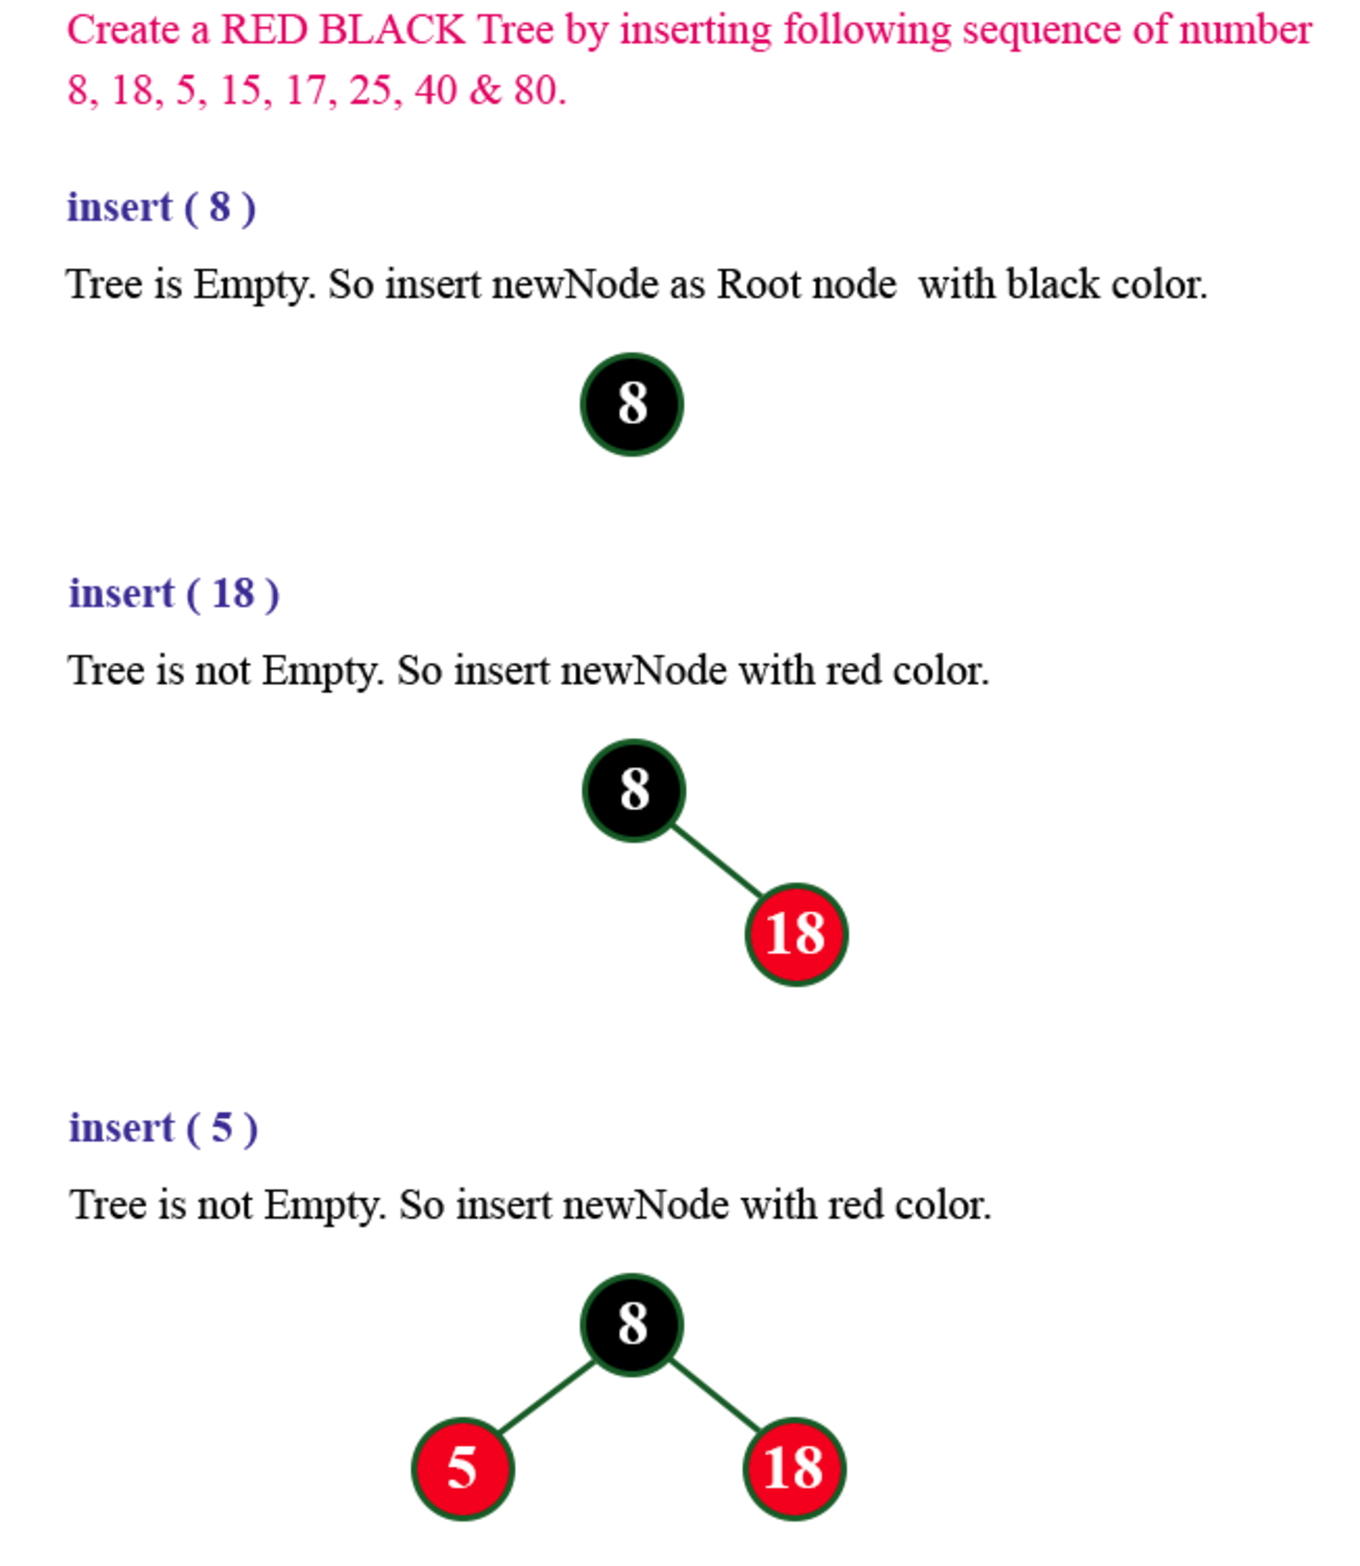 Create a RED BLACK Tree by inserting following sequence of number
8, 18, 5, 15, 17, 25, 40 & 80.
insert ( 8 )
Tree is Empty. So insert newNode as Root node with black color.
8
insert ( 18 )
Tree is not Empty. So insert newNode with red color.
8
18
insert ( 5 )
Tree is not Empty. So insert newNode with red color.
8
5 18